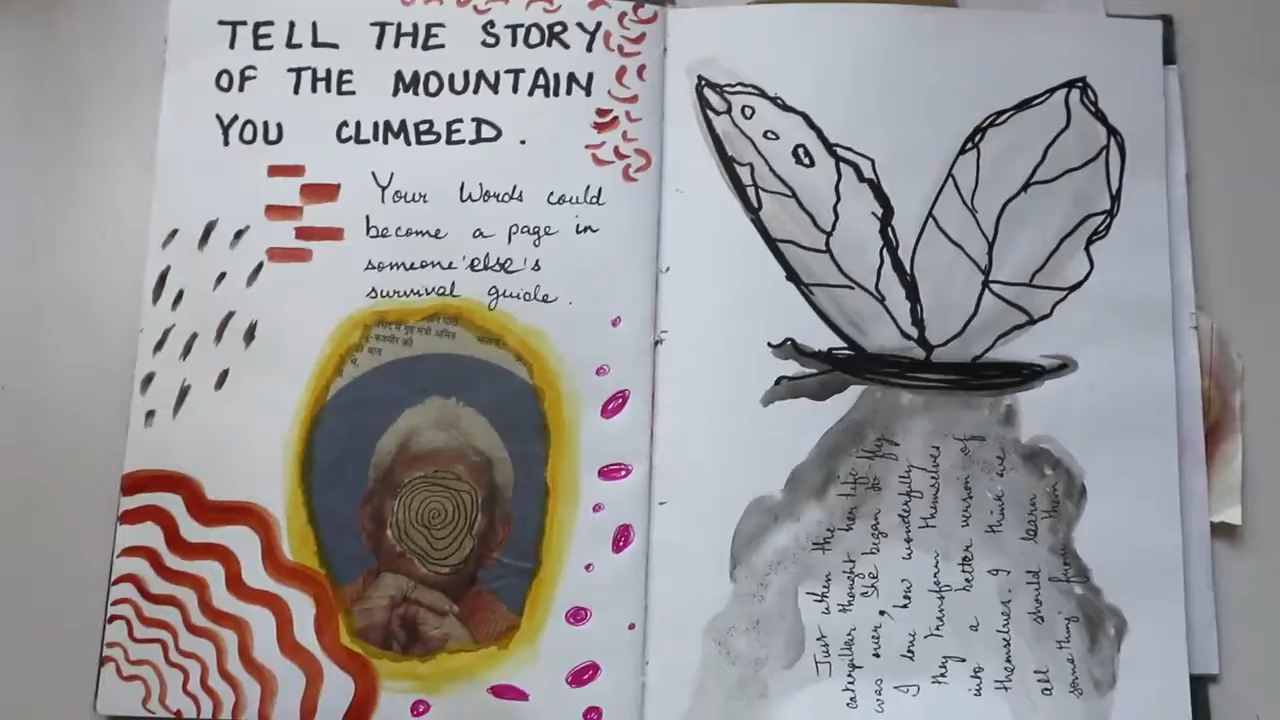 TELL THE STORY
OF THE MOUNTAIN
YOU CLIMBED.
Your Words could
become a page in
someone'else's
survival guide.
में गृह मंत्री अमित
Just when the
caterpillar thought her life
was over, She began to fly
I love how wonderfully
they Transform themselves
into a better version of
themselves. I think we
all should learn
something from them